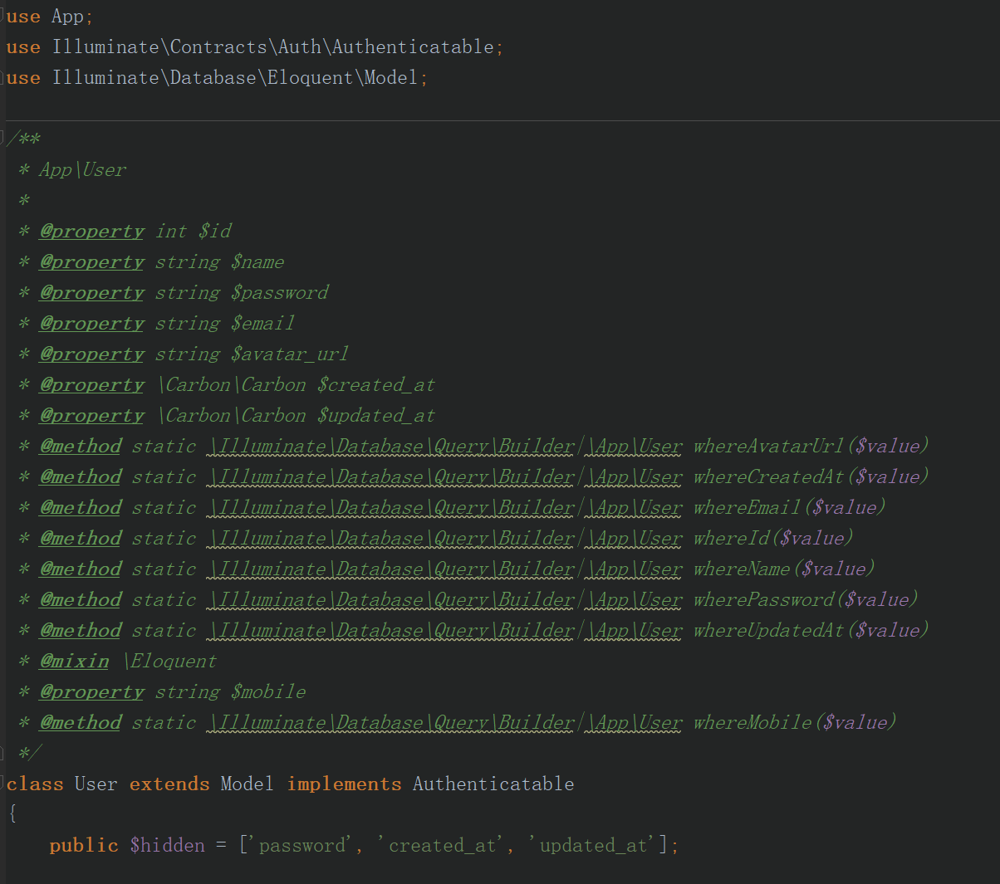 use App;
use Illuminate\Contracts\Auth\Authenticatable;
use Illuminate\Database\Eloquent\Model;
/**
 * App\User
 *
 * @property int $id
 * @property string $name
 * @property string $password
 * @property string $email
 * @property string $avatar_url
 * @property \Carbon\Carbon $created_at
 * @property \Carbon\Carbon $updated_at
 * @method static \Illuminate\Database\Query\Builder|\App\User whereAvatarUrl($value)
 * @method static \Illuminate\Database\Query\Builder|\App\User whereCreatedAt($value)
 * @method static \Illuminate\Database\Query\Builder|\App\User whereEmail($value)
 * @method static \Illuminate\Database\Query\Builder|\App\User whereId($value)
 * @method static \Illuminate\Database\Query\Builder|\App\User whereName($value)
 * @method static \Illuminate\Database\Query\Builder|\App\User wherePassword($value)
 * @method static \Illuminate\Database\Query\Builder|\App\User whereUpdatedAt($value)
 * @mixin \Eloquent
 * @property string $mobile
 * @method static \Illuminate\Database\Query\Builder|\App\User whereMobile($value)
 */
class User extends Model implements Authenticatable
{
    public $hidden = ['password', 'created_at', 'updated_at'];